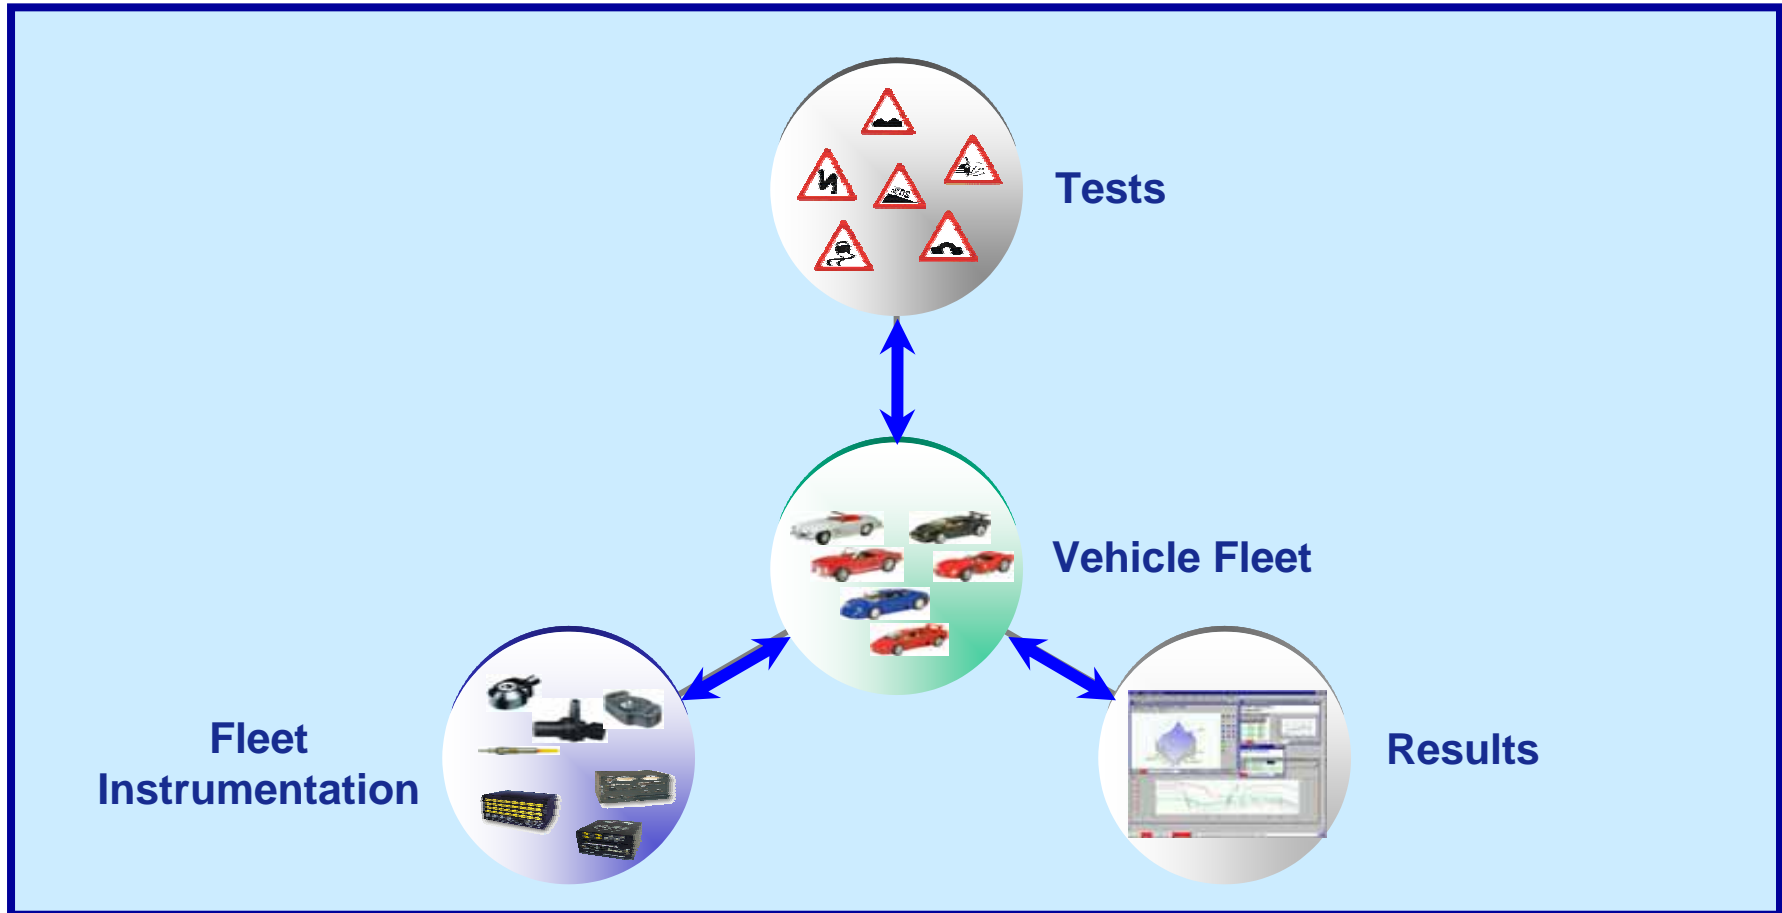 Tests
Vehicle Fleet
Fleet
Instrumentation
Results